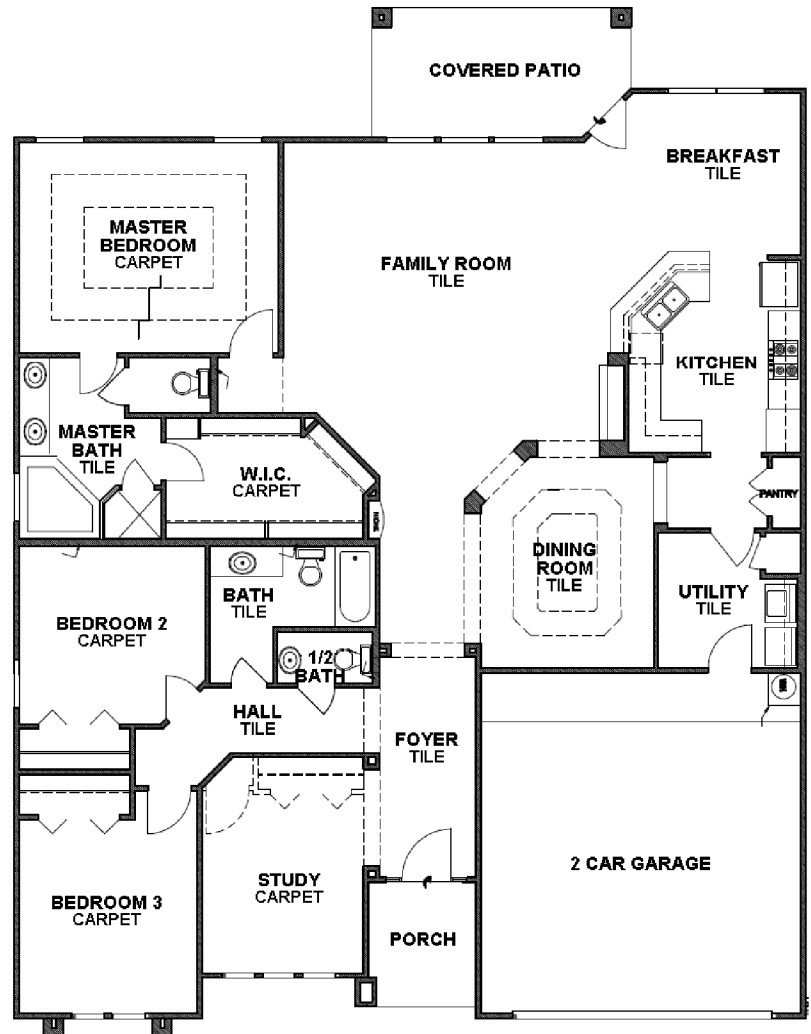 COVERED PATIO
BREAKFAST
TILE
MASTER
BEDROOM
CARPET
FAMILY ROOM
TILE
KITCHEN
TILE
MASTER
BATH
TILE
W.I.C.
CARPET
PANTRY
NICHE
DINING
ROOM
TILE
BATH
TILE
UTILITY
TILE
BEDROOM 2
CARPET
1/2
BATH
HALL
TILE
FOYER
TILE
2 CAR GARAGE
STUDY
CARPET
BEDROOM 3
CARPET
PORCH